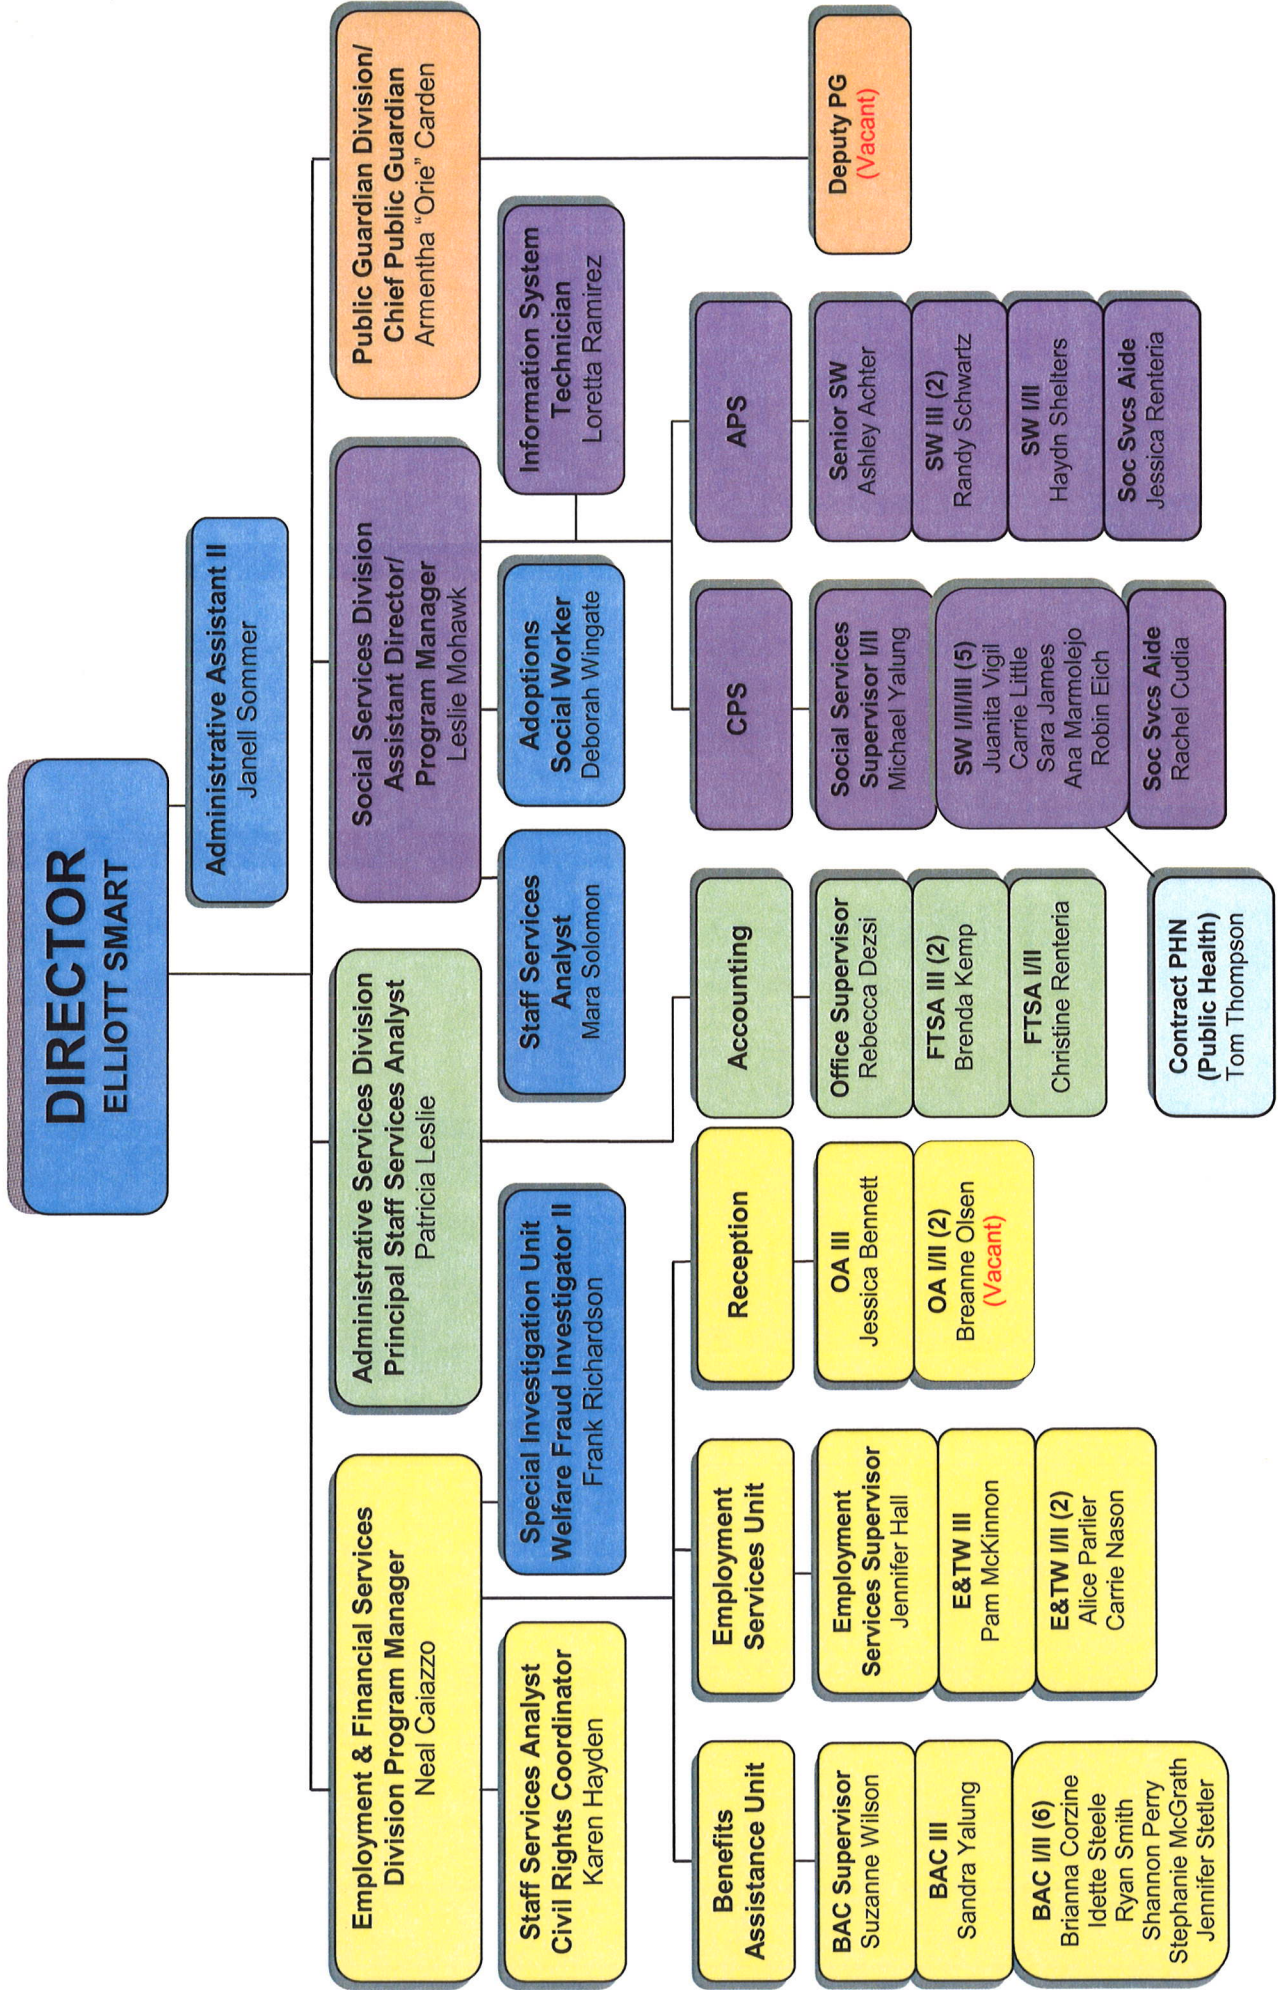 DIRECTOR
ELLIOTT SMART
Administrative Assistant II
Janell Sommer
Employment & Financial Services
Division Program Manager
Neal Caiazzo
Administrative Services Division
Principal Staff Services Analyst
Patricia Leslie
Social Services Division
Assistant Director/
Program Manager
Leslie Mohawk
Public Guardian Division/
Chief Public Guardian
Armentha "Orie" Carden
Staff Services Analyst
Civil Rights Coordinator
Karen Hayden
Special Investigation Unit
Welfare Fraud Investigator II
Frank Richardson
Staff Services
Analyst
Mara Solomon
Adoptions
Social Worker
Deborah Wingate
Information System
Technician
Loretta Ramirez
Benefits
Assistance Unit
BAC Supervisor
Suzanne Wilson
BAC III
Sandra Yalung
BAC I/II (6)
Brianna Corzine
Idette Steele
Ryan Smith
Shannon Perry
Stephanie McGrath
Jennifer Stetler
Employment
Services Unit
Employment
Services Supervisor
Jennifer Hall
E&TW III
Pam McKinnon
E&TW I/II (2)
Alice Parlier
Carrie Nason
Reception
OA III
Jessica Bennett
OA I/II (2)
Breanne Olsen
(Vacant)
Accounting
Office Supervisor
Rebecca Dezsi
FTSA III (2)
Brenda Kemp
FTSA I/II
Christine Renteria
CPS
Social Services
Supervisor I/II
Michael Yalung
SW I/II/III (5)
Juanita Vigil
Carrie Little
Sara James
Ana Marmolejo
Robin Eich
Soc Svcs Aide
Rachel Cudia
Contract PHN
(Public Health)
Tom Thompson
APS
Senior SW
Ashley Achter
SW III (2)
Randy Schwartz
SW I/II
Haydn Shelters
Soc Svcs Aide
Jessica Renteria
Deputy PG
(Vacant)